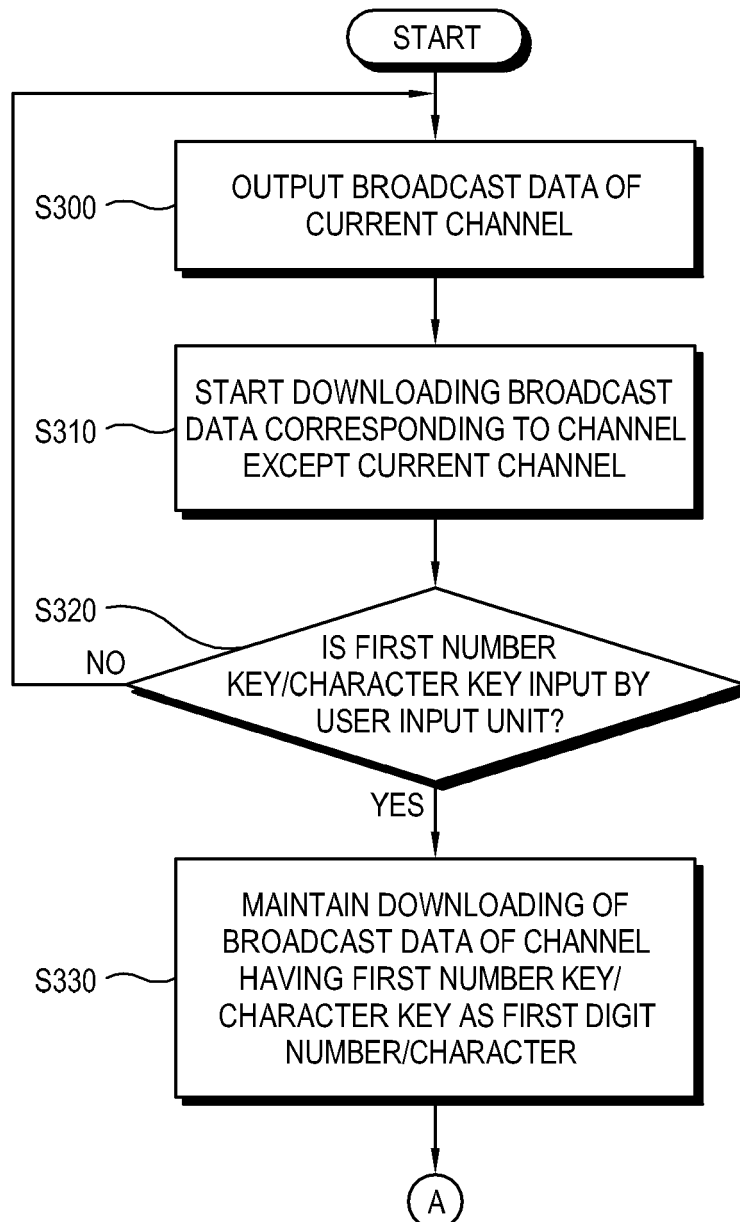 START
S300
OUTPUT BROADCAST DATA OF
CURRENT CHANNEL
S310
START DOWNLOADING BROADCAST
DATA CORRESPONDING TO CHANNEL
EXCEPT CURRENT CHANNEL
S320
IS FIRST NUMBER
KEY/CHARACTER KEY INPUT BY
USER INPUT UNIT?
NO
YES
S330
MAINTAIN DOWNLOADING OF
BROADCAST DATA OF CHANNEL
HAVING FIRST NUMBER KEY/
CHARACTER KEY AS FIRST DIGIT
NUMBER/CHARACTER
A